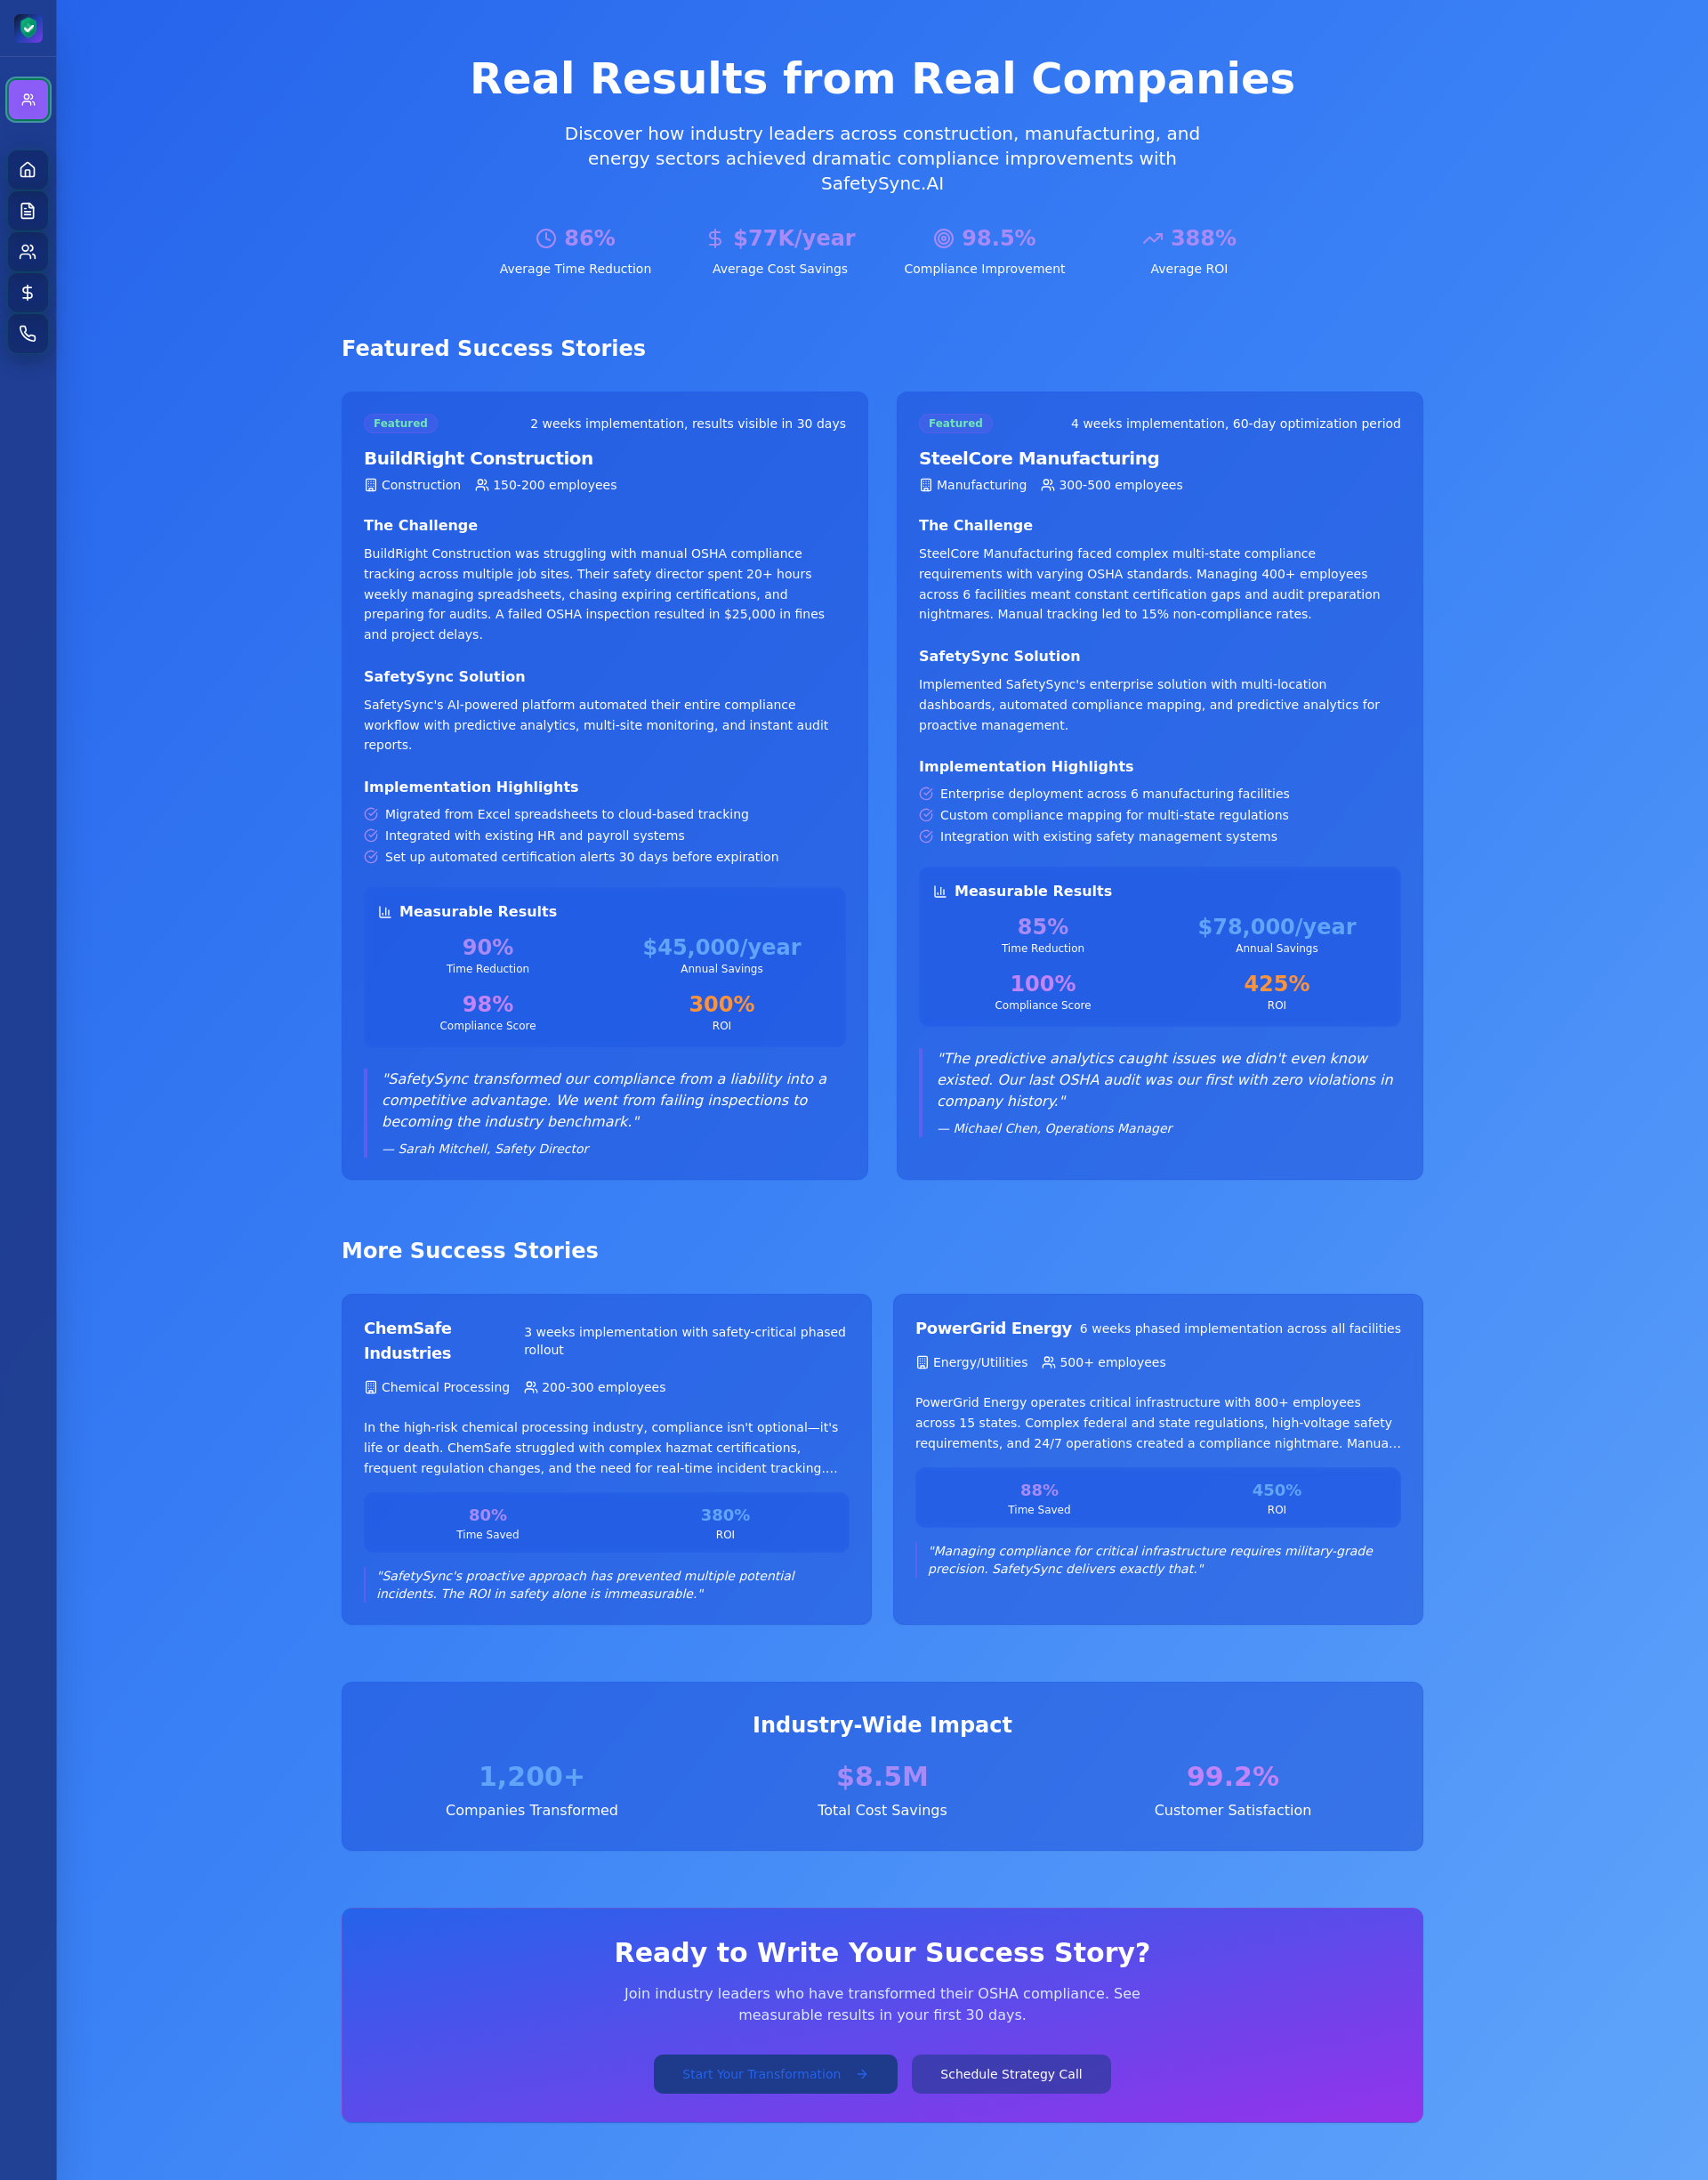 Real Results from Real Companies
Discover how industry leaders across construction, manufacturing, and
energy sectors achieved dramatic compliance improvements with
SafetySync.AI
86%
Average Time Reduction
$77K/year
Average Cost Savings
98.5%
Compliance Improvement
388%
Average ROI
Featured Success Stories
Featured
2 weeks implementation, results visible in 30 days
BuildRight Construction
Construction
150-200 employees
The Challenge
BuildRight Construction was struggling with manual OSHA compliance
tracking across multiple job sites. Their safety director spent 20+ hours
weekly managing spreadsheets, chasing expiring certifications, and
preparing for audits. A failed OSHA inspection resulted in $25,000 in fines
and project delays.
SafetySync Solution
SafetySync's AI-powered platform automated their entire compliance
workflow with predictive analytics, multi-site monitoring, and instant audit
reports.
Implementation Highlights
Migrated from Excel spreadsheets to cloud-based tracking
Integrated with existing HR and payroll systems
Set up automated certification alerts 30 days before expiration
Measurable Results
90%
Time Reduction
$45,000/year
Annual Savings
98%
Compliance Score
300%
ROI
"SafetySync transformed our compliance from a liability into a
competitive advantage. We went from failing inspections to
becoming the industry benchmark."
— Sarah Mitchell, Safety Director
Featured
4 weeks implementation, 60-day optimization period
SteelCore Manufacturing
Manufacturing
300-500 employees
The Challenge
SteelCore Manufacturing faced complex multi-state compliance
requirements with varying OSHA standards. Managing 400+ employees
across 6 facilities meant constant certification gaps and audit preparation
nightmares. Manual tracking led to 15% non-compliance rates.
SafetySync Solution
Implemented SafetySync's enterprise solution with multi-location
dashboards, automated compliance mapping, and predictive analytics for
proactive management.
Implementation Highlights
Enterprise deployment across 6 manufacturing facilities
Custom compliance mapping for multi-state regulations
Integration with existing safety management systems
Measurable Results
85%
Time Reduction
$78,000/year
Annual Savings
100%
Compliance Score
425%
ROI
"The predictive analytics caught issues we didn't even know
existed. Our last OSHA audit was our first with zero violations in
company history."
— Michael Chen, Operations Manager
More Success Stories
ChemSafe
Industries
3 weeks implementation with safety-critical phased
rollout
Chemical Processing
200-300 employees
In the high-risk chemical processing industry, compliance isn't optional—it's
life or death. ChemSafe struggled with complex hazmat certifications,
frequent regulation changes, and the need for real-time incident tracking.…
80%
Time Saved
380%
ROI
"SafetySync's proactive approach has prevented multiple potential
incidents. The ROI in safety alone is immeasurable."
PowerGrid Energy
6 weeks phased implementation across all facilities
Energy/Utilities
500+ employees
PowerGrid Energy operates critical infrastructure with 800+ employees
across 15 states. Complex federal and state regulations, high-voltage safety
requirements, and 24/7 operations created a compliance nightmare. Manua…
88%
Time Saved
450%
ROI
"Managing compliance for critical infrastructure requires military-grade
precision. SafetySync delivers exactly that."
Industry-Wide Impact
1,200+
Companies Transformed
$8.5M
Total Cost Savings
99.2%
Customer Satisfaction
Ready to Write Your Success Story?
Join industry leaders who have transformed their OSHA compliance. See
measurable results in your first 30 days.
Start Your Transformation
Schedule Strategy Call